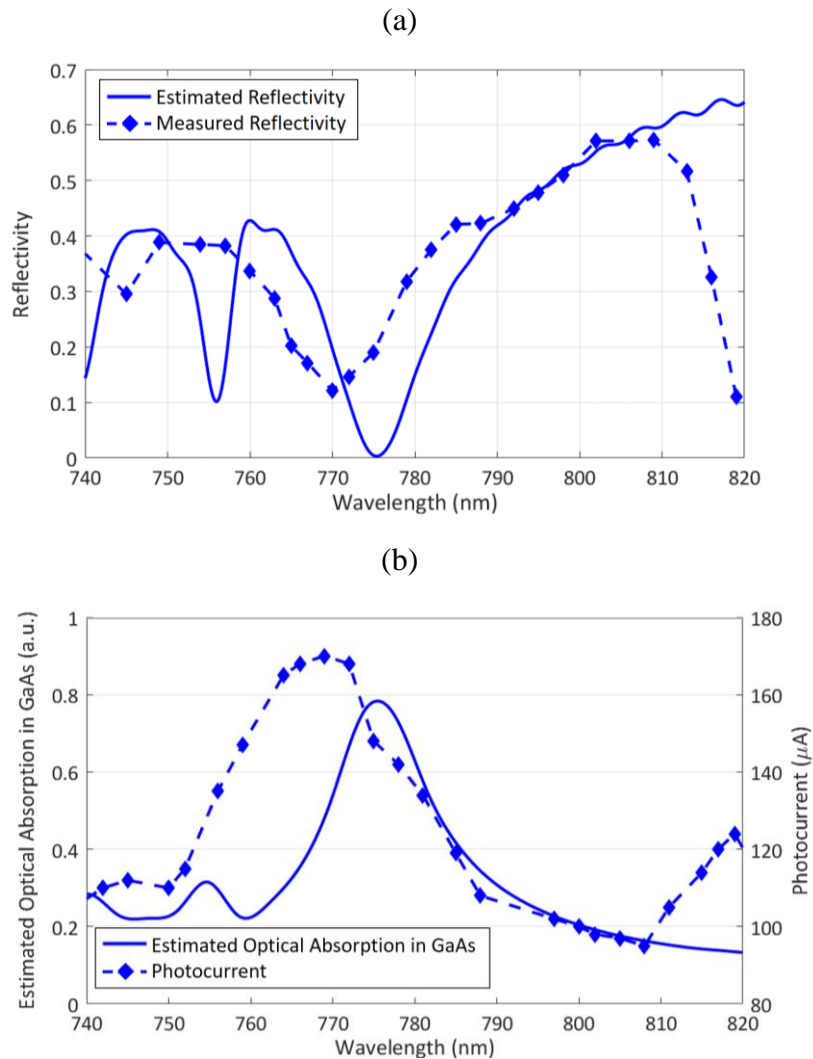 (a)
0.7
0.6
0.5
0.4
0.3
0.2
0.1
0
Reflectivity
Estimated Reflectivity
Measured Reflectivity
740 750 760 770 780 790 800 810 820
Wavelength (nm)
(b)
1
0.8
0.6
0.4
0.2
0
Estimated Optical Absorption in GaAs (a.u.)
180
160
140
120
100
80
Photocurrent (μA)
Estimated Optical Absorption in GaAs
Photocurrent
740 750 760 770 780 790 800 810 820
Wavelength (nm)